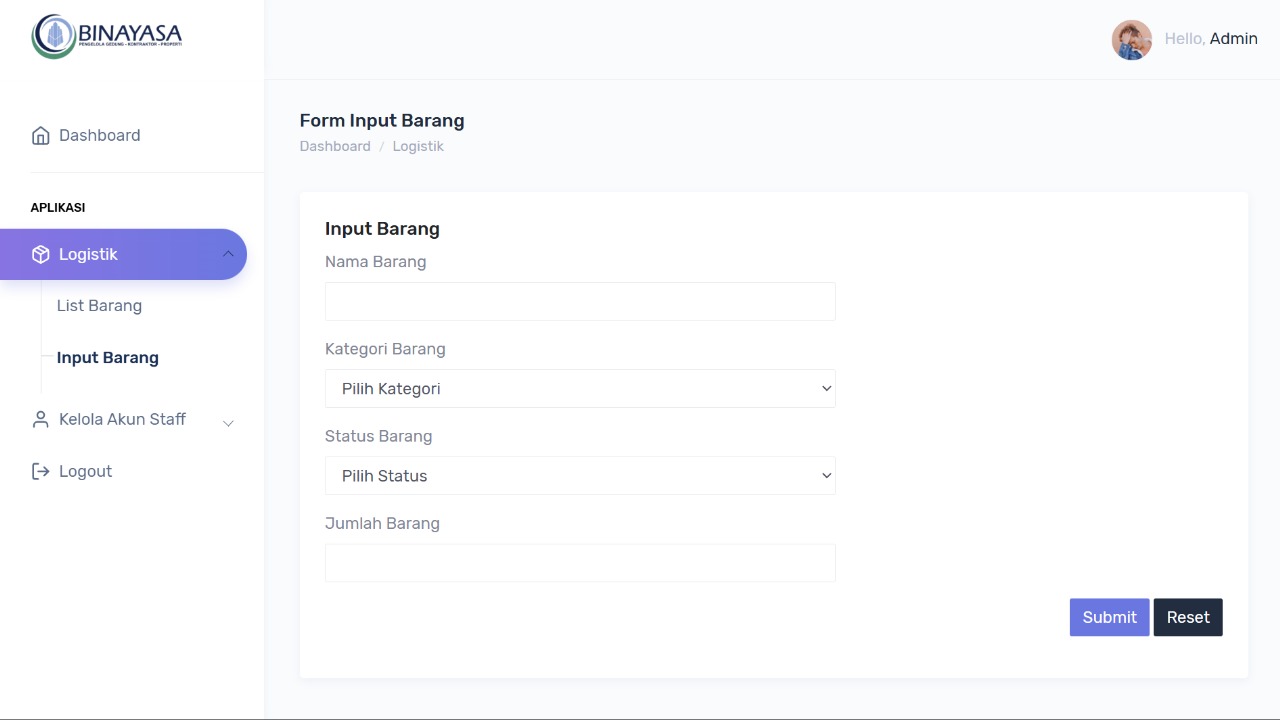 BINAYASA
PENGELOLA GEDUNG - KONTRAKTOR - PROPERTI
Hello, Admin
Dashboard
APLIKASI
Logistik
List Barang
Input Barang
Kelola Akun Staff
Logout
Form Input Barang
Dashboard / Logistik
Input Barang
Nama Barang
Kategori Barang
Pilih Kategori
Status Barang
Pilih Status
Jumlah Barang
Submit Reset